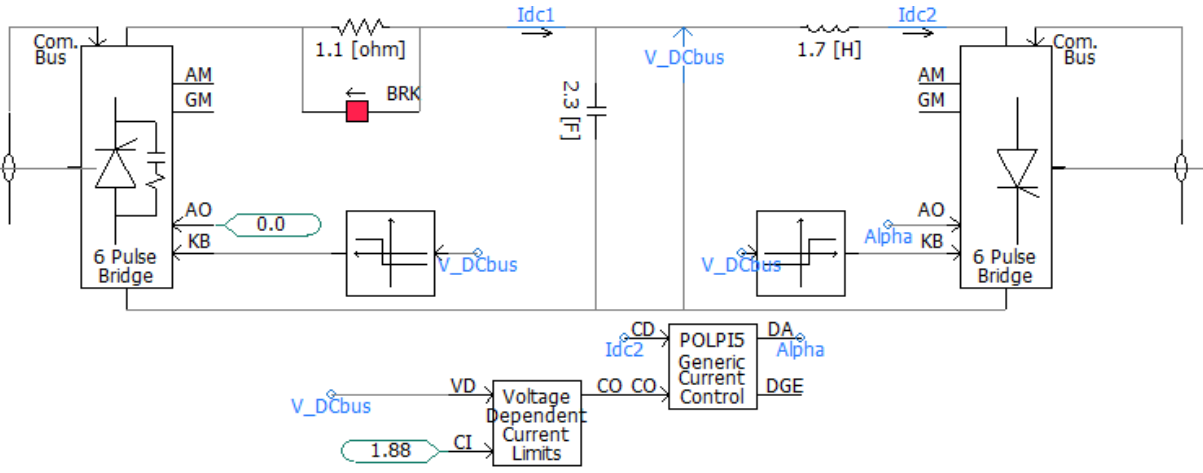 Idc1
Idc2
Com.
Bus
1.1 [ohm]
V_DCbus
1.7 [H]
Com.
Bus
AM
BRK
AM
GM
2.3 [F]
GM
AO
0.0
AO
KB
Alpha
KB
6 Pulse
Bridge
V_DCbus
V_DCbus
6 Pulse
Bridge
CD
POLPI5
DA
Idc2
Generic
Alpha
Current
Control
VD
CO
CO
DGE
V_DCbus
Voltage
Dependent
Current
Limits
1.88
CI